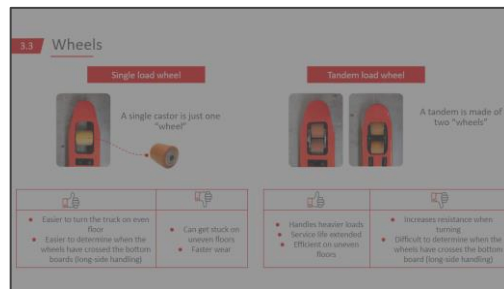 3.3 Wheels
Single load wheel
A single castor is just one
"wheel"
Easier to turn the truck on even
floor
Easier to determine when the
wheels have crossed the bottom
boards (long-side handling)
Can get stuck on
uneven floors
Faster wear
Tandem load wheel
A tandem is made of
two "wheels"
Handles heavier loads
Service life extended
Efficient on uneven
floors
Increases resistance when
turning
Difficult to determine when the
wheels have crosses the bottom
board (long-side handling)